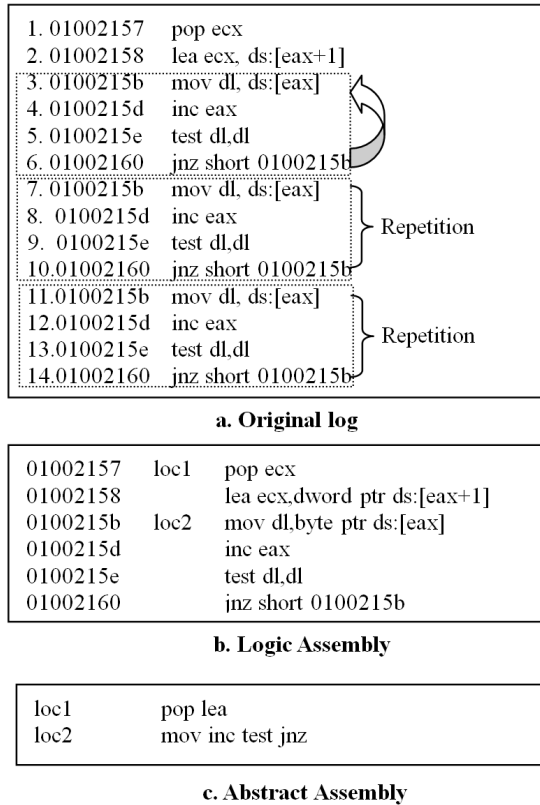 1. 01002157 pop ecx
2. 01002158 lea ecx, ds:[eax+1]
3. 0100215b mov dl, ds:[eax]
4. 0100215d inc eax
5. 0100215e test dl,dl
6. 01002160 jnz short 0100215b
7. 0100215b mov dl, ds:[eax]
8. 0100215d inc eax
Repetition
9. 0100215e test dl,dl
10.01002160 jnz short 0100215b
11.0100215b mov dl, ds:[eax]
12.0100215d inc eax
Repetition
13.0100215e test dl,dl
14.01002160 jnz short 0100215b
a. Original log
01002157 loc1 pop ecx
01002158 lea ecx,dword ptr ds:[eax+1]
0100215b loc2 mov dl,byte ptr ds:[eax]
0100215d inc eax
0100215e test dl,dl
01002160 jnz short 0100215b
b. Logic Assembly
loc1 pop lea
loc2 mov inc test jnz
c. Abstract Assembly